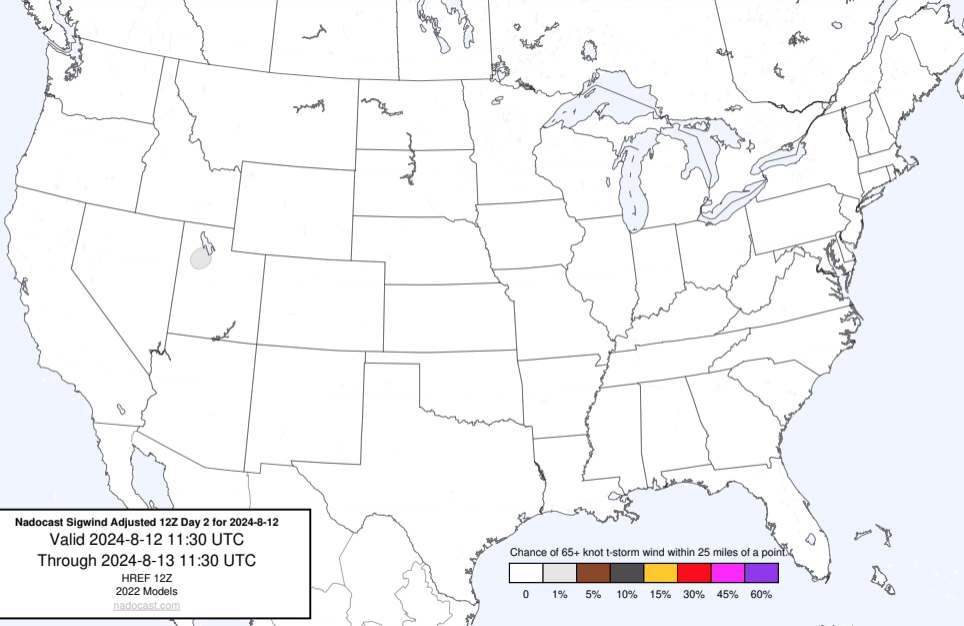 Nadocast Sigwind Adjusted 12Z Day 2 for 2024-8-12
Valid 2024-8-12 11:30 UTC
Through 2024-8-13 11:30 UTC
HREF 12Z
2022 Models
nadocast.com
Chance of 65+ knot t-storm wind within 25 miles of a point.
0 1% 5% 10% 15% 30% 45% 60%